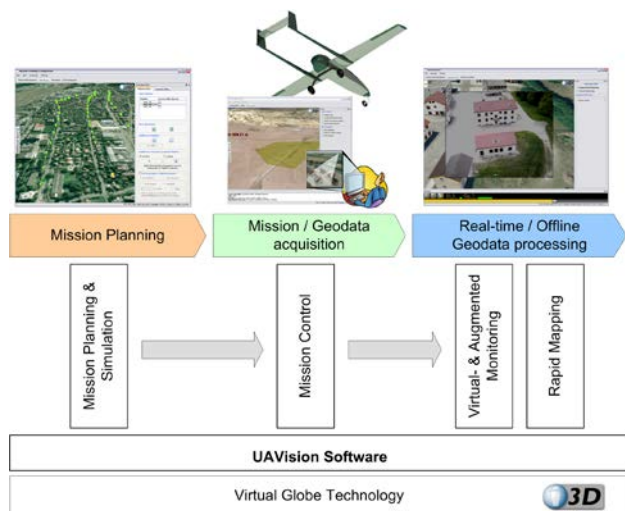 Mission Planning
Mission / Geodata
acquisition
Real-time / Offline
Geodata processing
Mission Planning &
Simulation
Mission Control
Virtual- & Augmented
Monitoring
Rapid Mapping
UAVision Software
Virtual Globe Technology
i3D